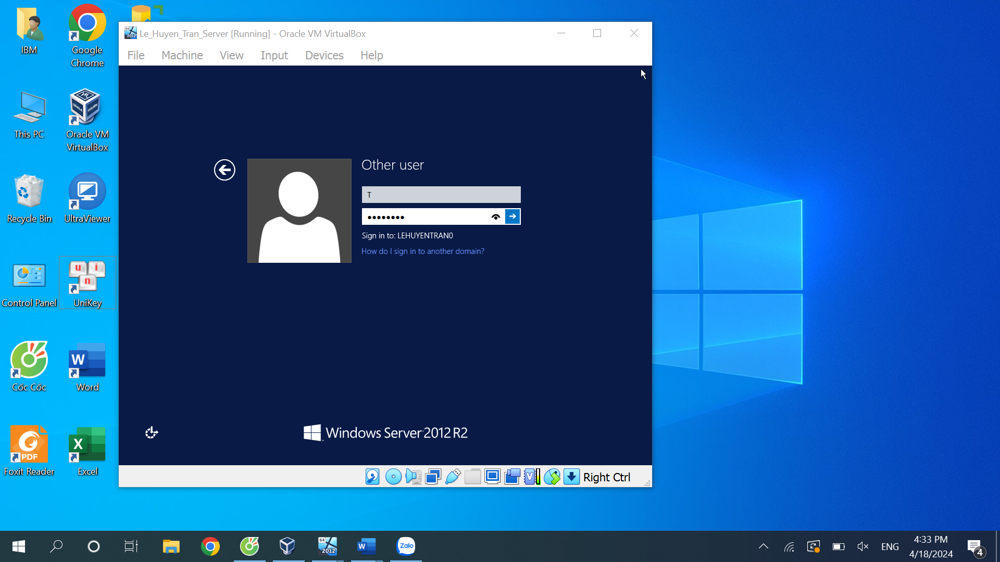 IBM
Google
Chrome
This PC
Oracle VM
VirtualBox
Recycle Bin
UltraViewer
Control Panel
UniKey
Cốc Cốc
Word
Foxit Reader
Excel
Le_Huyen_Tran_Server [Running] - Oracle VM VirtualBox
File Machine View Input Devices Help
Other user
T
Sign in to: LEHUYENTRAN0
How do I sign in to another domain?
Windows Server 2012 R2
Right Ctrl
64
2012
W
Zalo
ENG
4:33 PM
4/18/2024
4